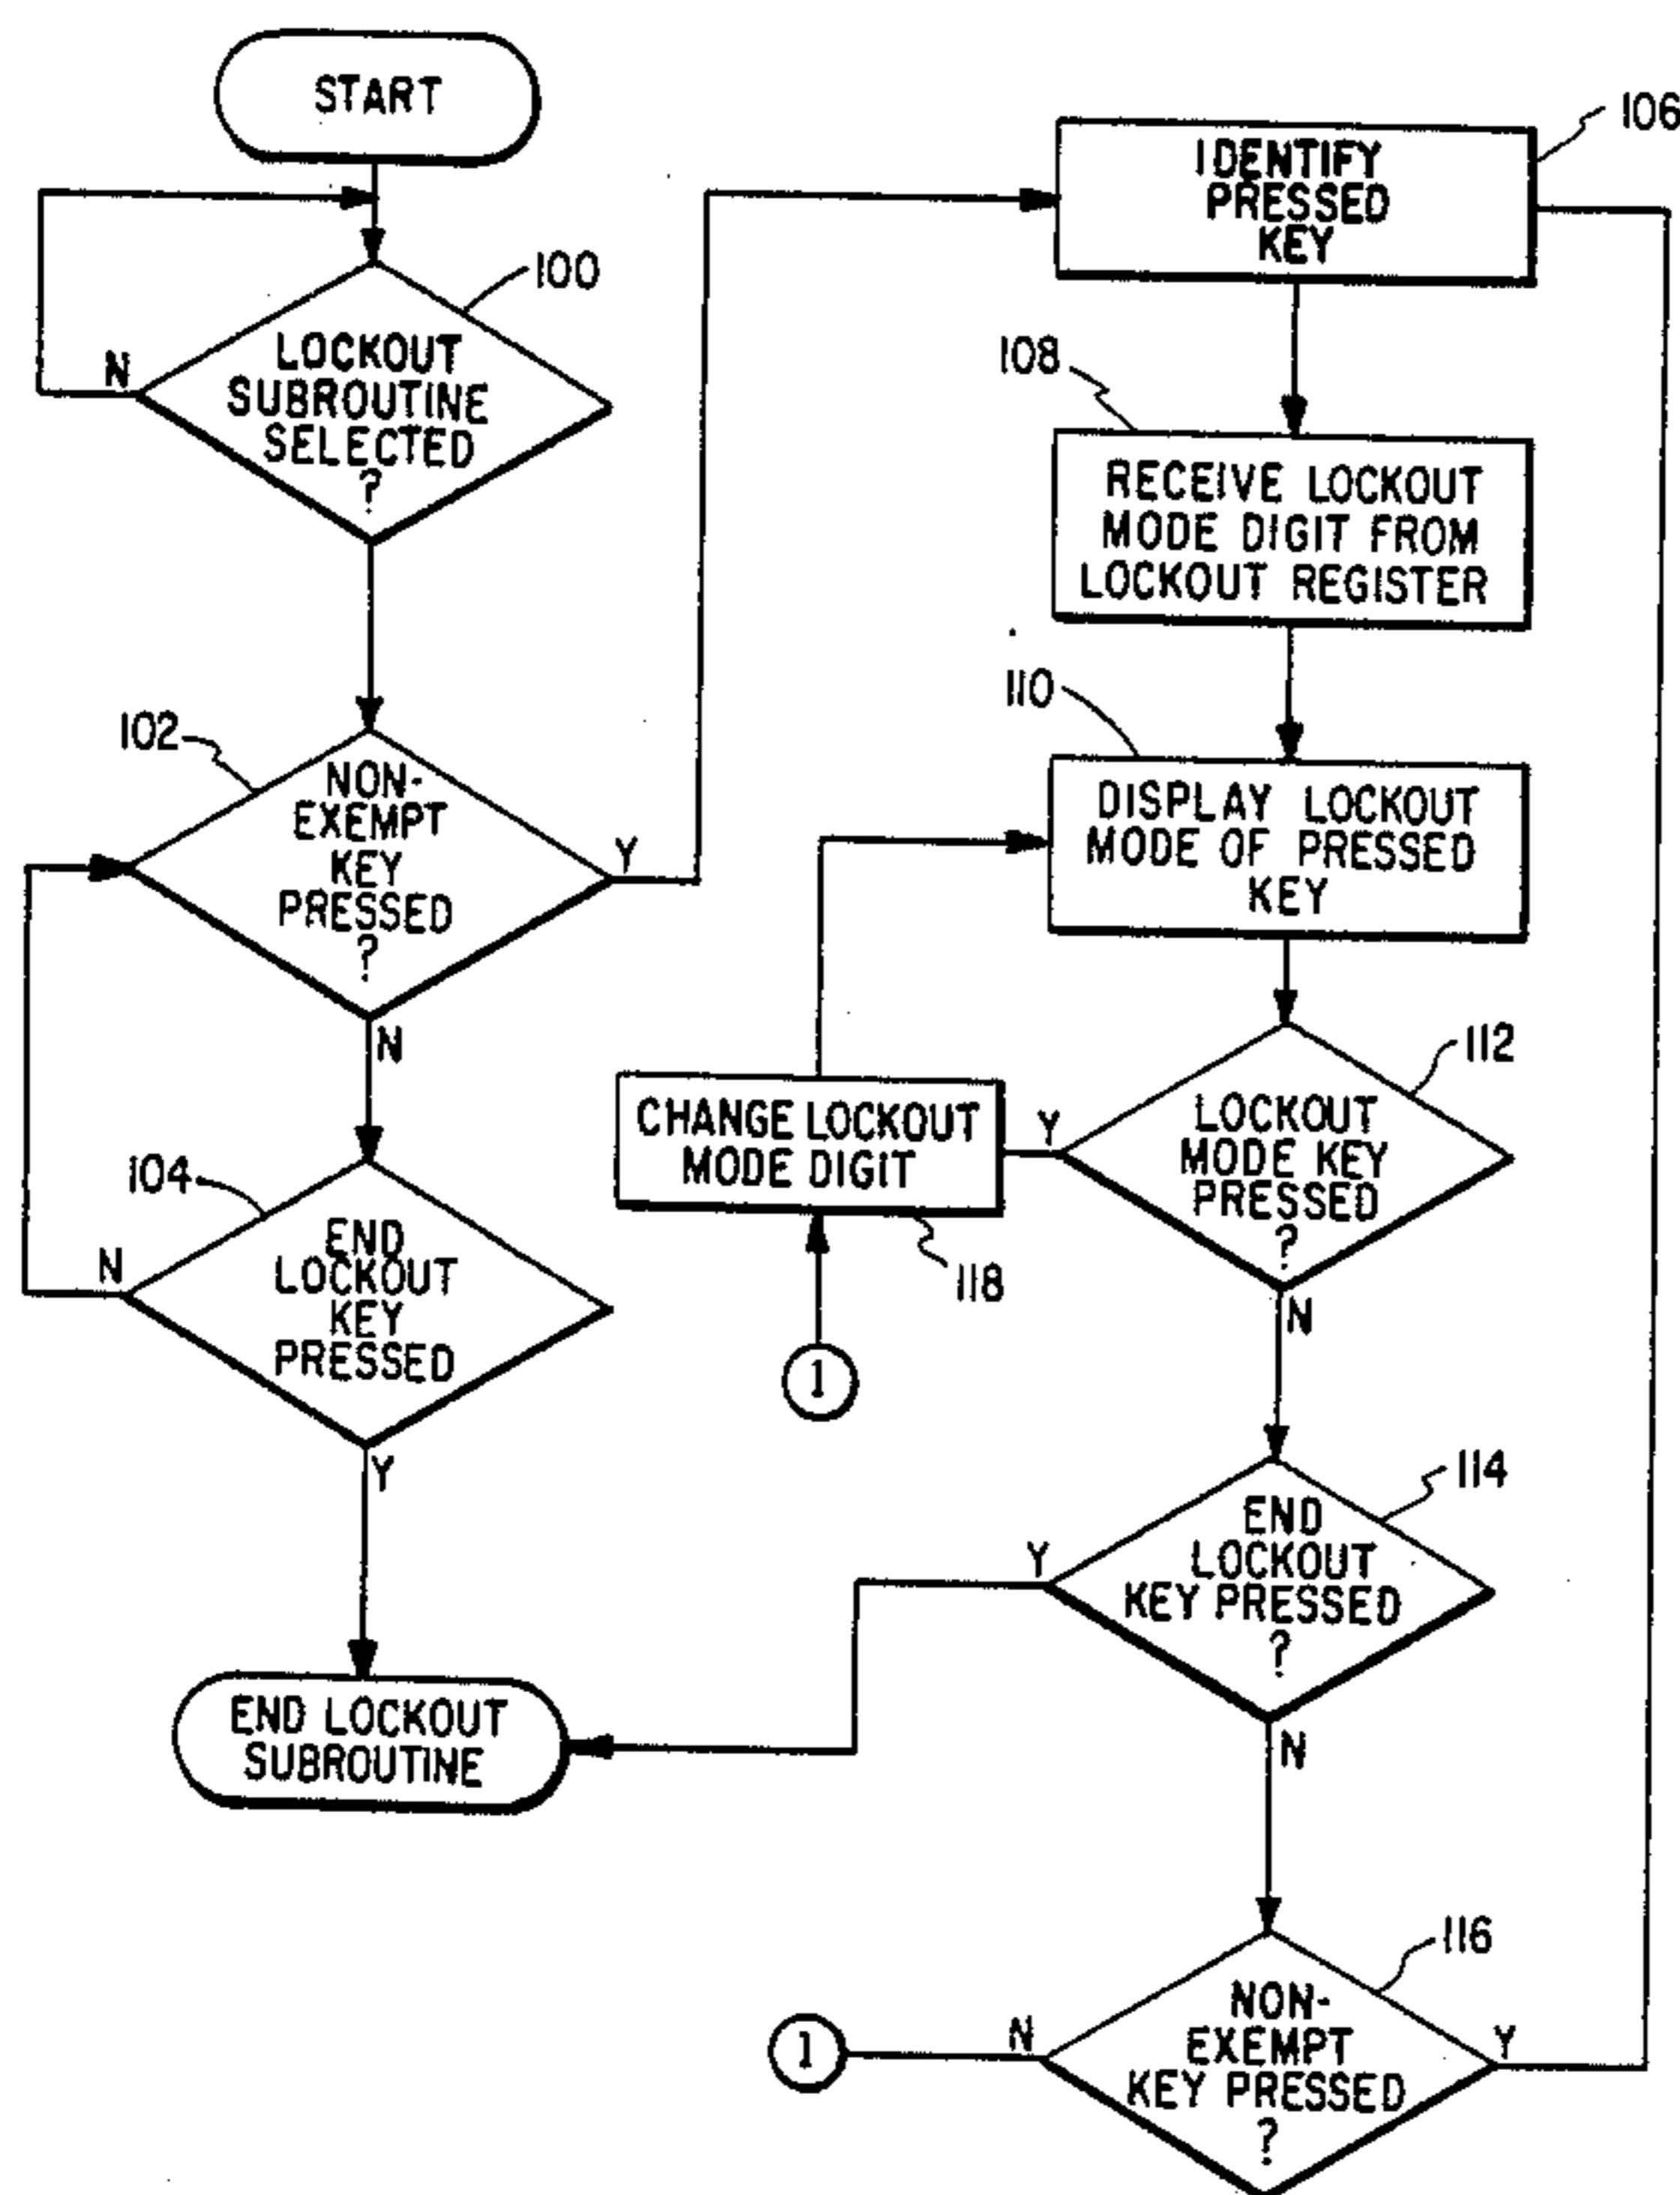 START
100
LOCKOUT
SUBROUTINE
SELECTED
?
N
102
NON-
EXEMPT
KEY
PRESSED
?
Y
N
104
END
LOCKOUT
KEY
PRESSED
N
Y
END LOCKOUT
SUBROUTINE
106
IDENTIFY
PRESSED
KEY
108
RECEIVE LOCKOUT
MODE DIGIT FROM
LOCKOUT REGISTER
110
DISPLAY LOCKOUT
MODE OF PRESSED
KEY
112
LOCKOUT
MODE KEY
PRESSED
?
Y
N
CHANGE LOCKOUT
MODE DIGIT
118
1
114
END
LOCKOUT
KEY PRESSED
?
Y
N
116
NON-
EXEMPT
KEY PRESSED
?
N
Y
1